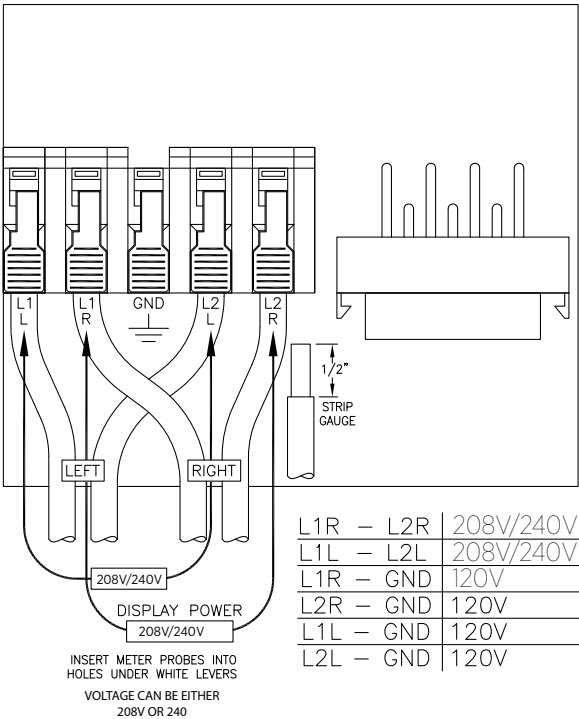 L1 L1 GND L2 L2
L R L R
1/2"
STRIP
GAUGE
LEFT RIGHT
208V/240V
DISPLAY POWER
208V/240V
INSERT METER PROBES INTO
HOLES UNDER WHITE LEVERS
VOLTAGE CAN BE EITHER
208V OR 240
L1R – L2R 208V/240V
L1L – L2L 208V/240V
L1R – GND 120V
L2R – GND 120V
L1L – GND 120V
L2L – GND 120V